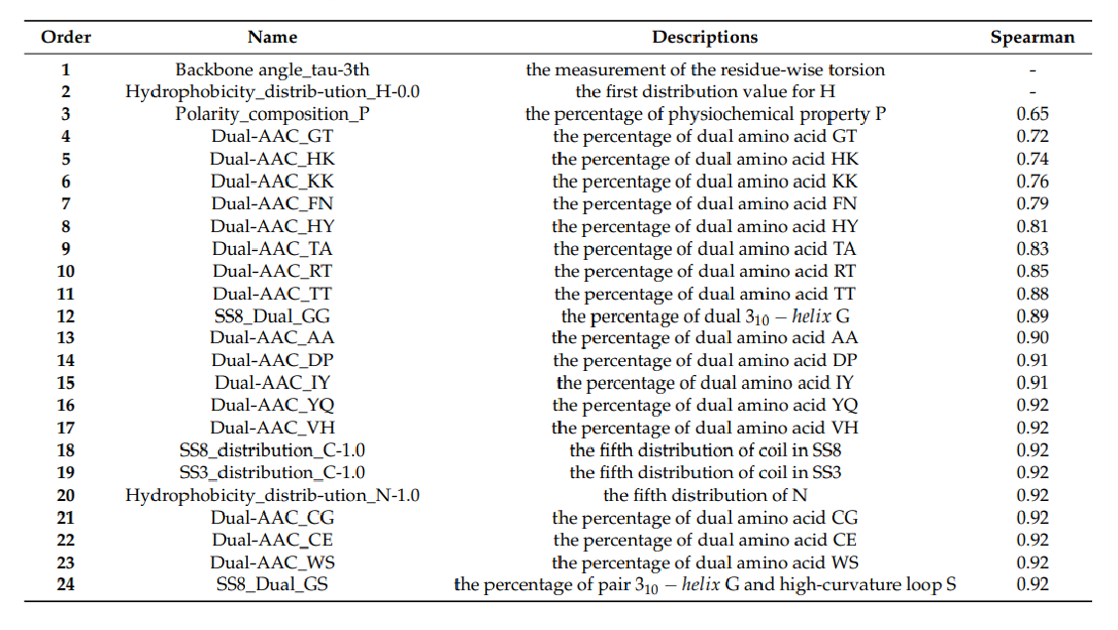 Order Name Descriptions Spearman
1 Backbone angle_tau-3th the measurement of the residue-wise torsion -
2 Hydrophobicity_distrib-ution_H-0.0 the first distribution value for H -
3 Polarity_composition_P the percentage of physiochemical property P 0.65
4 Dual-AAC_GT the percentage of dual amino acid GT 0.72
5 Dual-AAC_HK the percentage of dual amino acid HK 0.74
6 Dual-AAC_KK the percentage of dual amino acid KK 0.76
7 Dual-AAC_FN the percentage of dual amino acid FN 0.79
8 Dual-AAC_HY the percentage of dual amino acid HY 0.81
9 Dual-AAC_TA the percentage of dual amino acid TA 0.83
10 Dual-AAC_RT the percentage of dual amino acid RT 0.85
11 Dual-AAC_TT the percentage of dual amino acid TT 0.88
12 SS8_Dual_GG the percentage of dual 3₁₀ − helix G 0.89
13 Dual-AAC_AA the percentage of dual amino acid AA 0.90
14 Dual-AAC_DP the percentage of dual amino acid DP 0.91
15 Dual-AAC_IY the percentage of dual amino acid IY 0.91
16 Dual-AAC_YQ the percentage of dual amino acid YQ 0.92
17 Dual-AAC_VH the percentage of dual amino acid VH 0.92
18 SS8_distribution_C-1.0 the fifth distribution of coil in SS8 0.92
19 SS3_distribution_C-1.0 the fifth distribution of coil in SS3 0.92
20 Hydrophobicity_distrib-ution_N-1.0 the fifth distribution of N 0.92
21 Dual-AAC_CG the percentage of dual amino acid CG 0.92
22 Dual-AAC_CE the percentage of dual amino acid CE 0.92
23 Dual-AAC_WS the percentage of dual amino acid WS 0.92
24 SS8_Dual_GS the percentage of pair 3₁₀ − helix G and high-curvature loop S 0.92